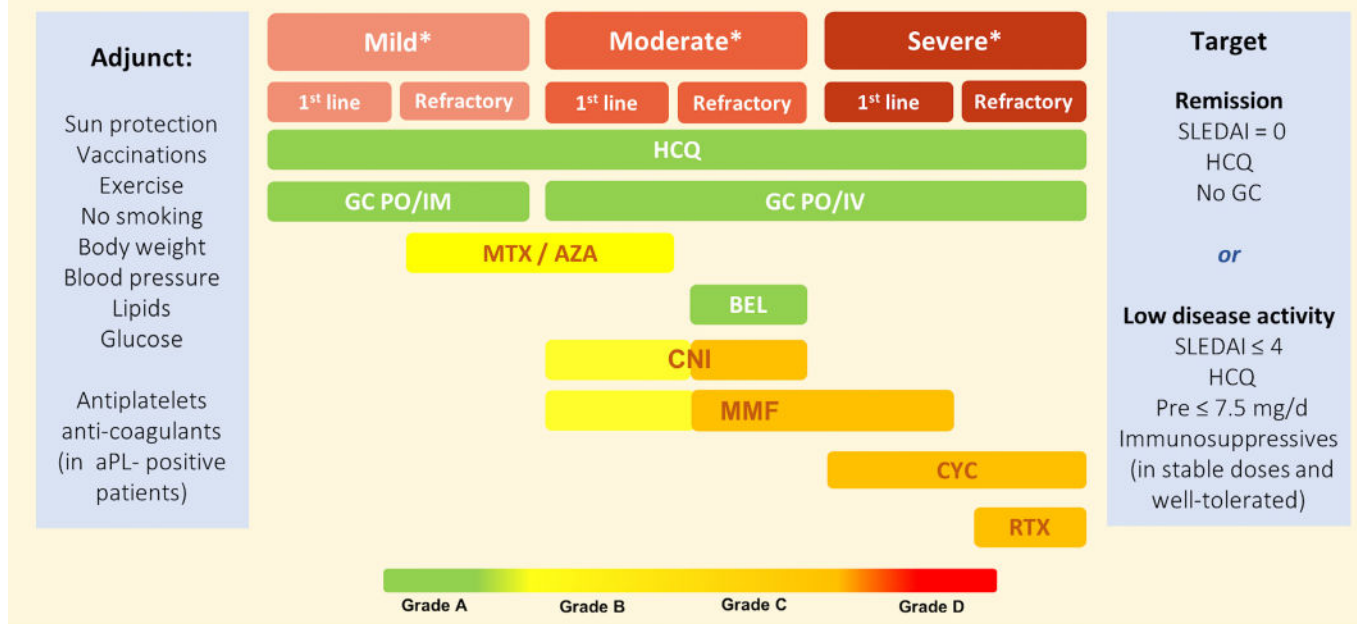 Adjunct:
Sun protection
Vaccinations
Exercise
No smoking
Body weight
Blood pressure
Lipids
Glucose
Antiplatelets
anti-coagulants
(in aPL- positive
patients)
Mild* Moderate* Severe*
1st line Refractory 1st line Refractory 1st line Refractory
HCQ
GC PO/IM GC PO/IV
MTX / AZA
BEL
CNI
MMF
CYC
RTX
Grade A Grade B Grade C Grade D
Target
Remission
SLEDAI = 0
HCQ
No GC
or
Low disease activity
SLEDAI ≤ 4
HCQ
Pre ≤ 7.5 mg/d
Immunosuppressives
(in stable doses and
well-tolerated)